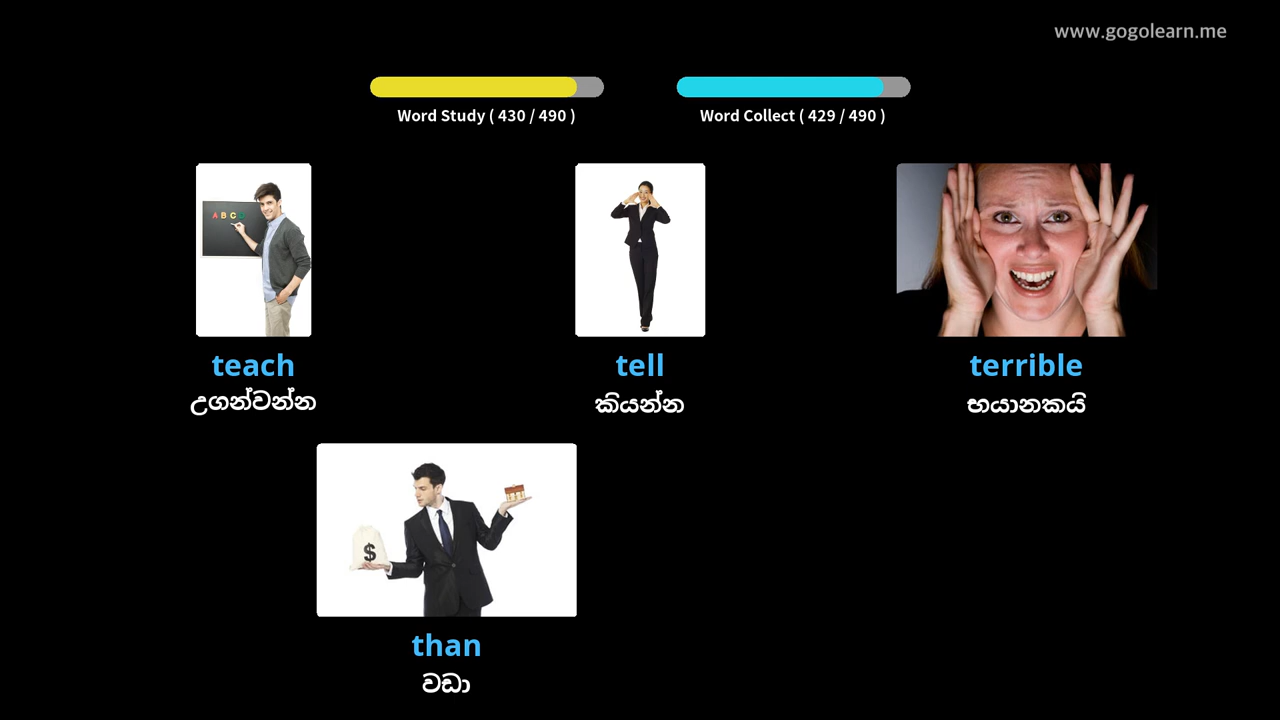 www.gogolearn.me
Word Study ( 430 / 490 )
Word Collect ( 429 / 490 )
A B C D
teach
උගන්වන්න
tell
කියන්න
terrible
භයානකයි
$
than
වඩා